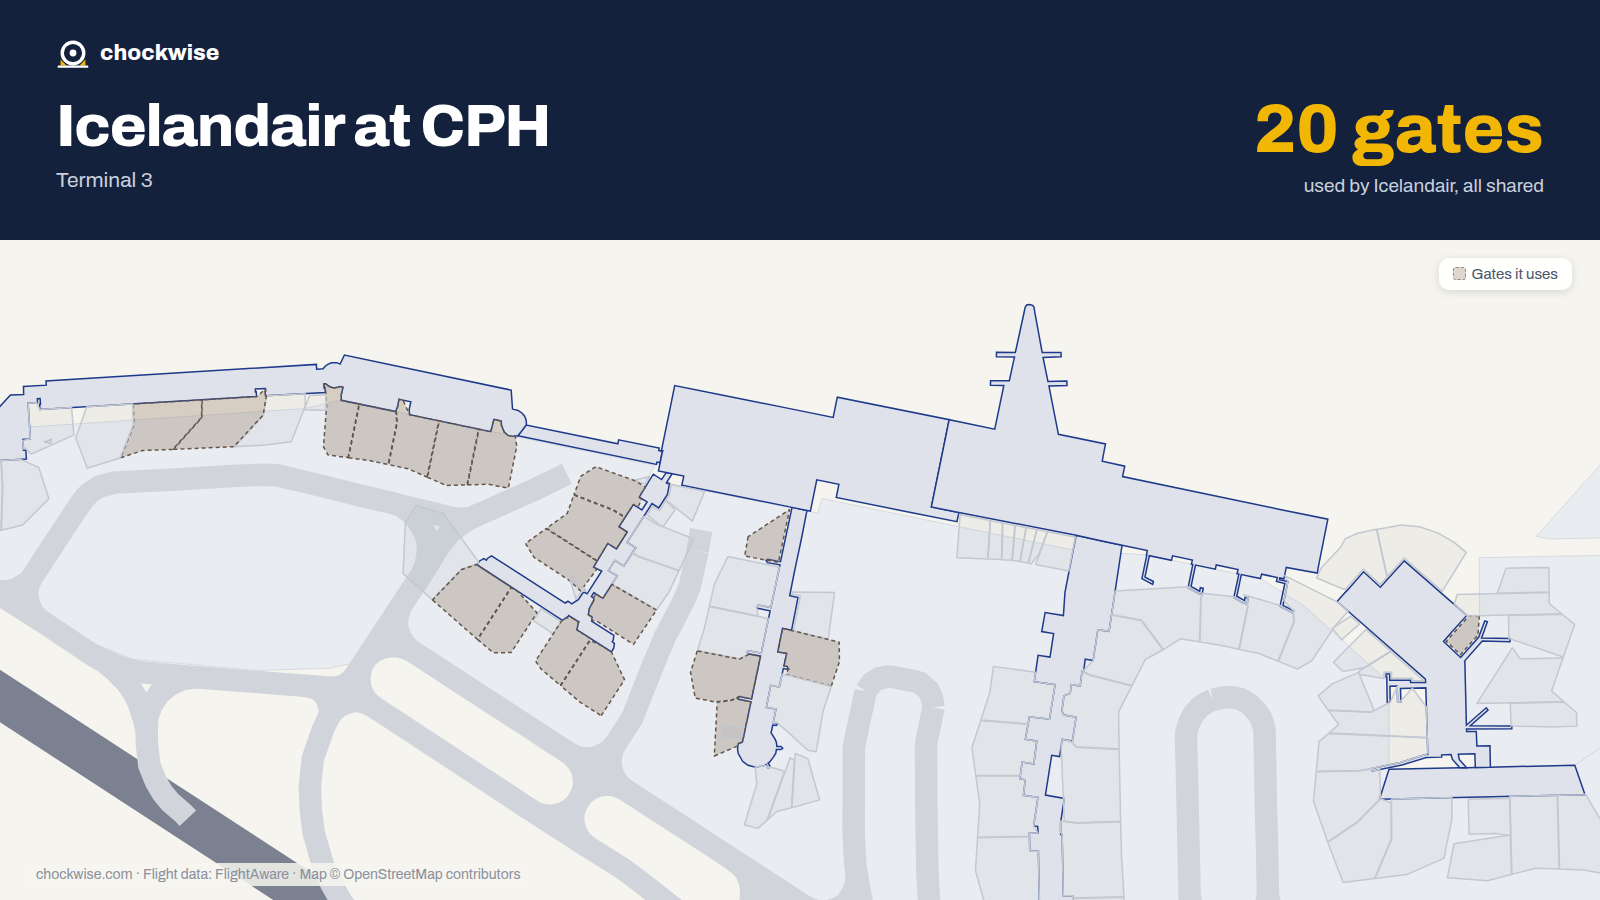 chockwise
Icelandair at CPH
Terminal 3
20 gates
used by Icelandair, all shared
Gates it uses
chockwise.com · Flight data: FlightAware · Map © OpenStreetMap contributors